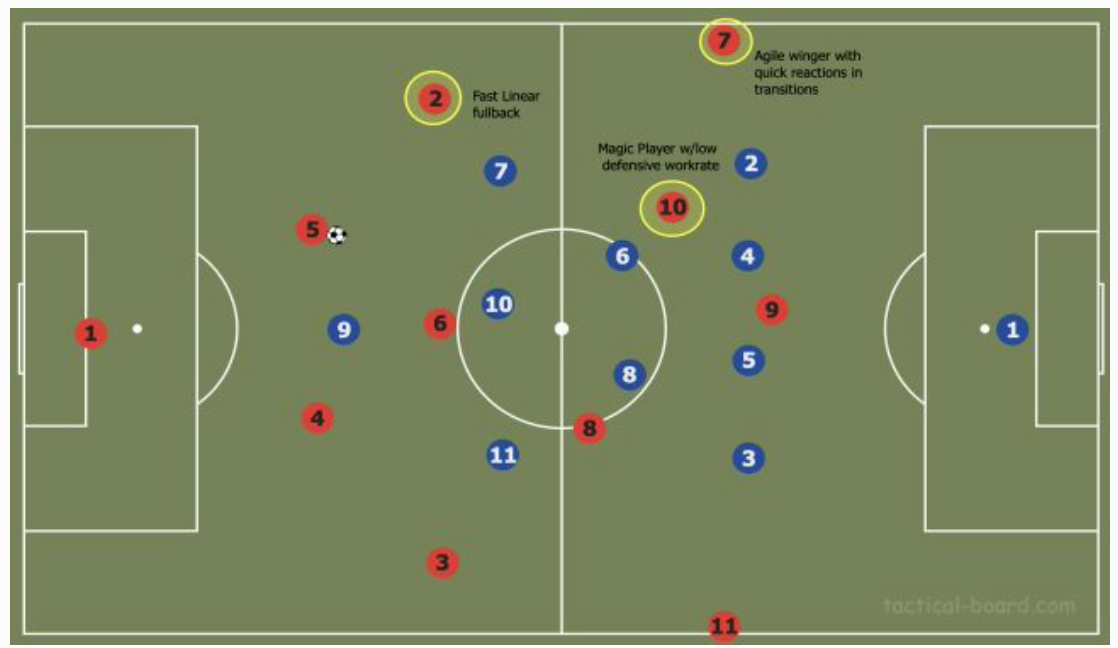 7
Agile winger with
quick reactions in
transitions
2
Fast Linear
fullback
Magic Player w/low
defensive workrate
7
2
10
5
6
4
10
9
6
9
1
1
5
8
4
8
11
3
3
tactical-board.com
11